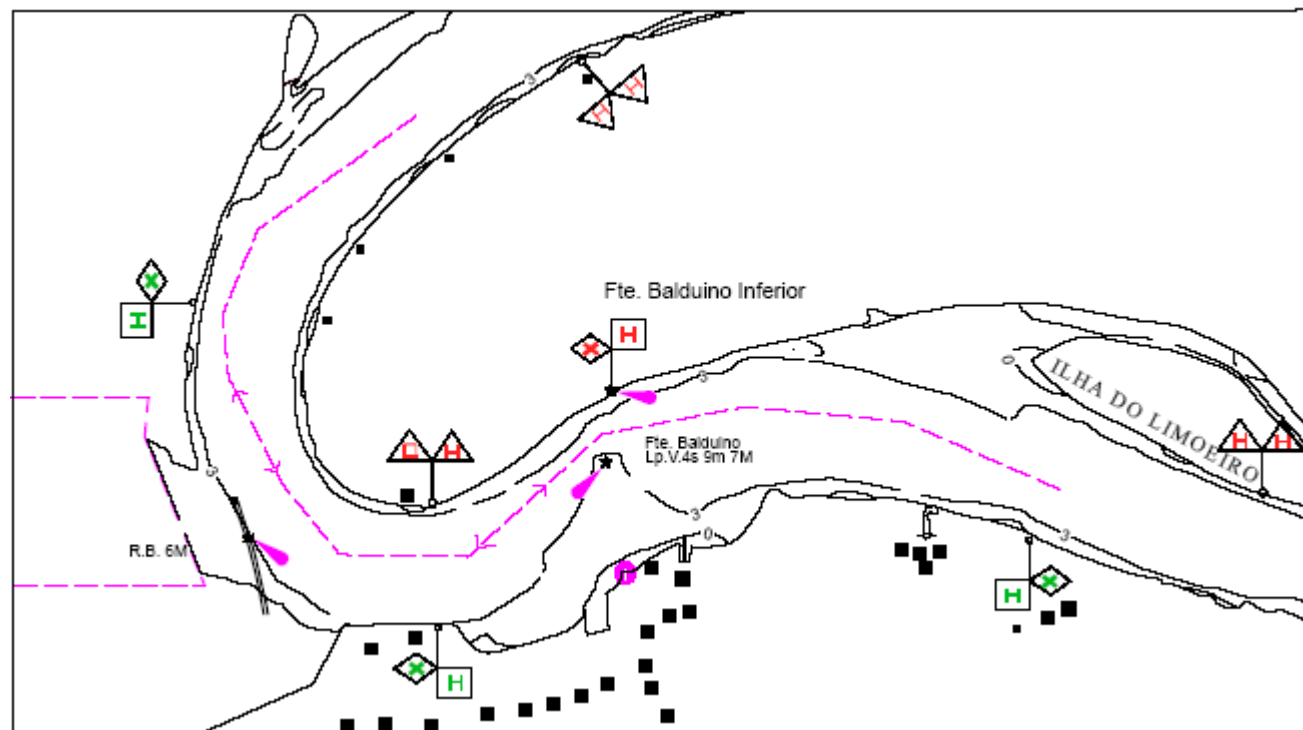 3
H
H
X
H
Fte. Balduino Inferior
H
X
3
0
ILHA DO LIMOEIRO
H
H
H
Fte. Balduino
Lp.V.4s 9m 7M
3
R.B. 6M
3
0
3
H
X
X
H